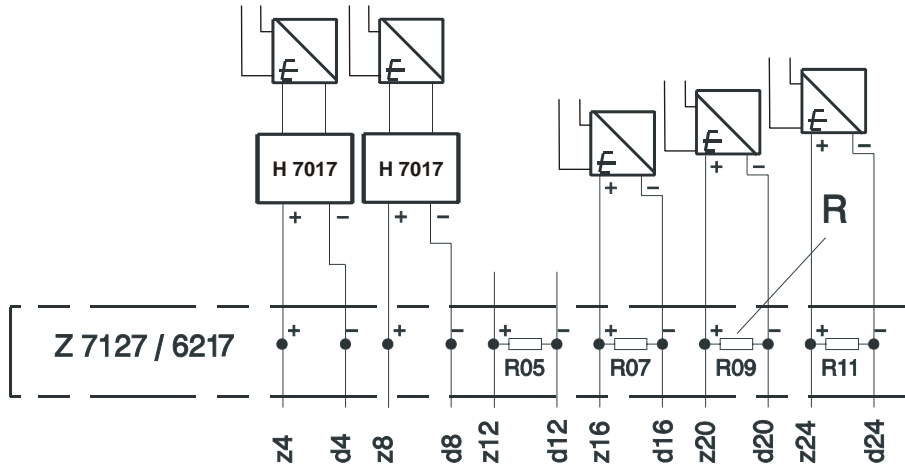 H 7017 H 7017
+ − + −
+ − + − + −
R
Z 7127 / 6217
+ − + − + − + − + − + −
R05 R07 R09 R11
z4 d4 z8 d8 z12 d12 z16 d16 z20 d20 z24 d24